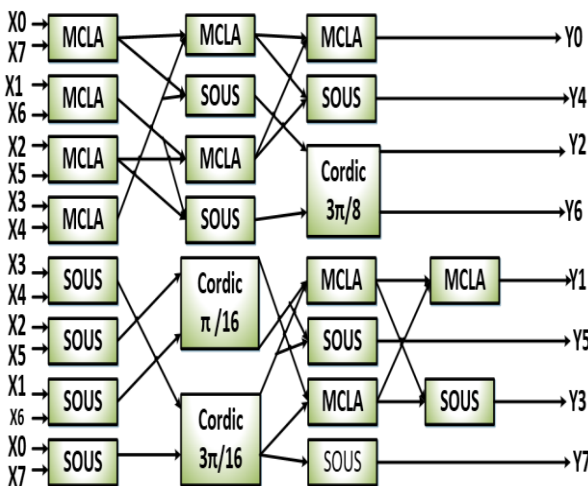 X0
X7
MCLA
MCLA
MCLA
Y0
X1
X6
MCLA
SOUS
SOUS
Y4
X2
X5
MCLA
MCLA
Cordic
3π/8
Y2
X3
X4
MCLA
SOUS
Y6
X3
X4
SOUS
Cordic
π /16
MCLA
MCLA
Y1
X2
X5
SOUS
SOUS
Y5
X1
X6
SOUS
Cordic
3π/16
MCLA
SOUS
Y3
X0
X7
SOUS
SOUS
Y7